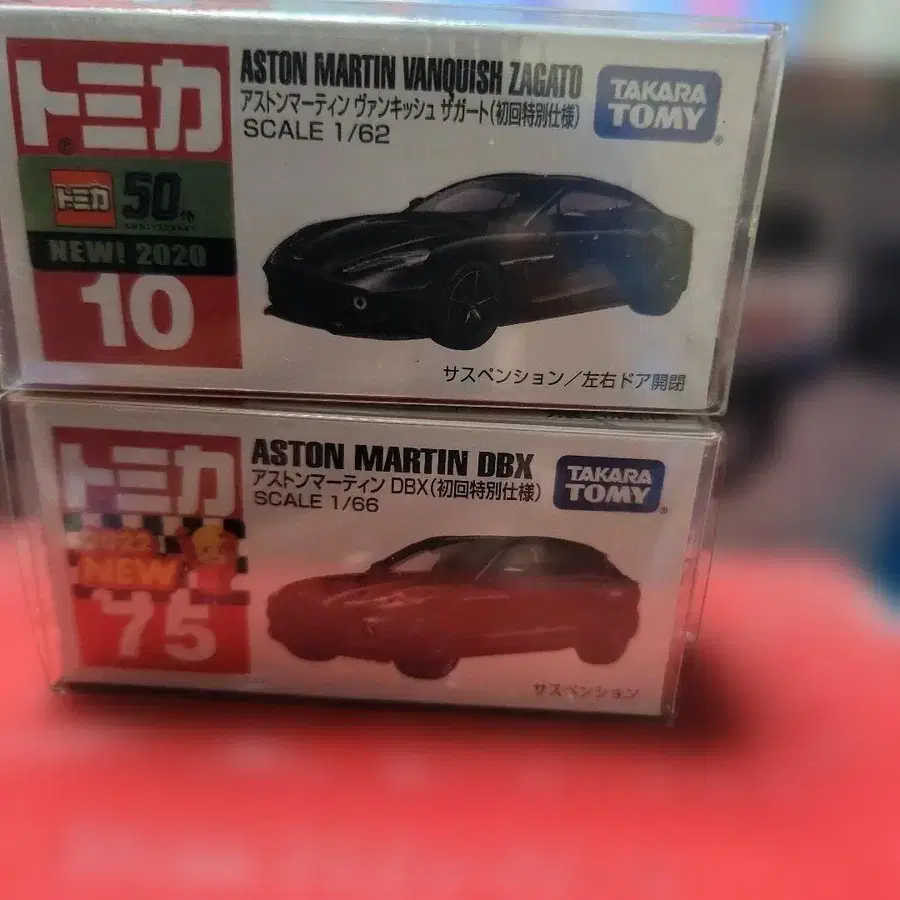 トミカ
ASTON MARTIN VANQUISH ZAGATO
アストンマーティン ヴァンキッシュ ザガート(初回特別仕様)
SCALE 1/62
TAKARA
TOMY
トミカ 50th
ANNIVERSARY
NEW! 2020
10
サスペンション/左右ドア開閉
トミカ
ASTON MARTIN DBX
アストンマーティン DBX(初回特別仕様)
SCALE 1/66
TAKARA
TOMY
2022
NEW
75
サスペンション